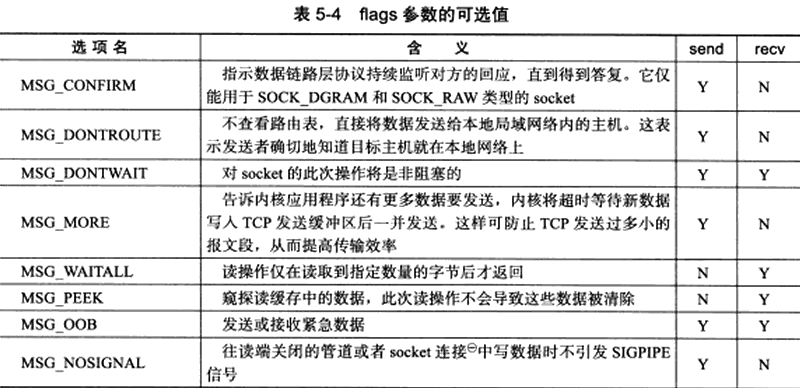 表 5-4 flags 参数的可选值
选项名 含 义 send recv
MSG_CONFIRM 指示数据链路层协议持续监听对方的回应，直到得到答复。它仅
能用于 SOCK_DGRAM 和 SOCK_RAW 类型的 socket Y N
MSG_DONTROUTE 不查看路由表，直接将数据发送给本地局域网络内的主机。这表
示发送者确切地知道目标主机就在本地网络上 Y N
MSG_DONTWAIT 对 socket 的此次操作将是非阻塞的 Y Y
告诉内核应用程序还有更多数据要发送，内核将超时等待新数据
MSG_MORE 写入 TCP 发送缓冲区后一并发送。这样可防止 TCP 发送过多小的 Y N
报文段，从而提高传输效率
MSG_WAITALL 读操作仅在读取到指定数量的字节后才返回 N Y
MSG_PEEK 窥探读缓存中的数据，此次读操作不会导致这些数据被清除 N Y
MSG_OOB 发送或接收紧急数据 Y Y
MSG_NOSIGNAL 往读端关闭的管道或者 socket 连接㊀中写数据时不引发 SIGPIPE
信号 Y N